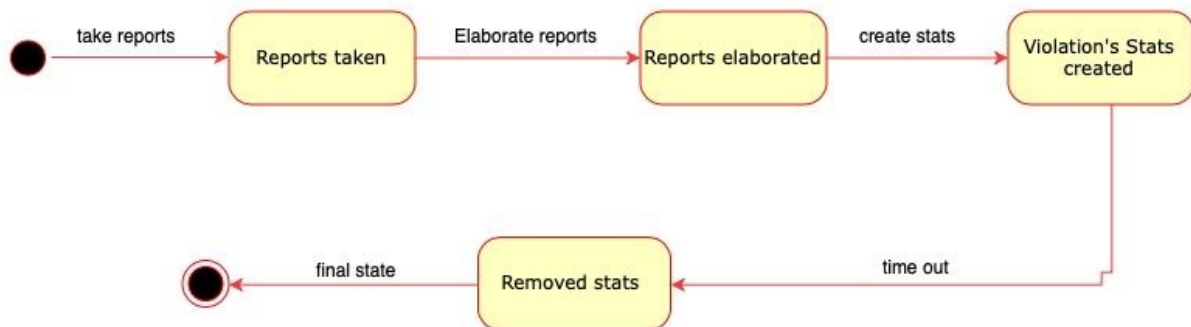 take reports
Reports taken
Elaborate reports
Reports elaborated
create stats
Violation's Stats
created
final state
Removed stats
time out